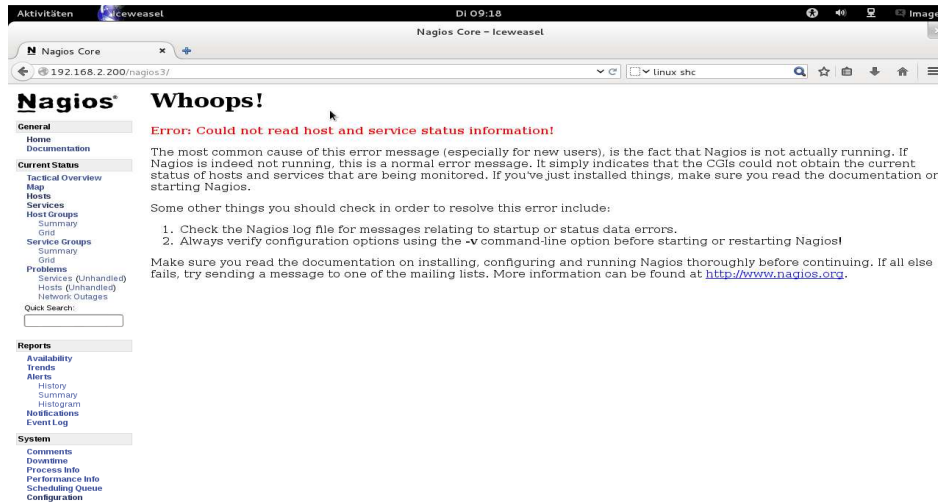 Aktivitäten
Iceweasel
Di 09:18
Image
Nagios Core – Iceweasel
N Nagios Core
192.168.2.200/nagios3/
linux shc
Nagios®
General
Home
Documentation
Current Status
Tactical Overview
Map
Hosts
Services
Host Groups
Summary
Grid
Service Groups
Summary
Grid
Problems
Services (Unhandled)
Hosts (Unhandled)
Network Outages
Quick Search:
Reports
Availability
Trends
Alerts
History
Summary
Histogram
Notifications
Event Log
System
Comments
Downtime
Process Info
Performance Info
Scheduling Queue
Configuration
Whoops!
Error: Could not read host and service status information!
The most common cause of this error message (especially for new users), is the fact that Nagios is not actually running. If
Nagios is indeed not running, this is a normal error message. It simply indicates that the CGIs could not obtain the current
status of hosts and services that are being monitored. If you've just installed things, make sure you read the documentation on
starting Nagios.
Some other things you should check in order to resolve this error include:
1. Check the Nagios log file for messages relating to startup or status data errors.
2. Always verify configuration options using the -v command-line option before starting or restarting Nagios!
Make sure you read the documentation on installing, configuring and running Nagios thoroughly before continuing. If all else
fails, try sending a message to one of the mailing lists. More information can be found at http://www.nagios.org.